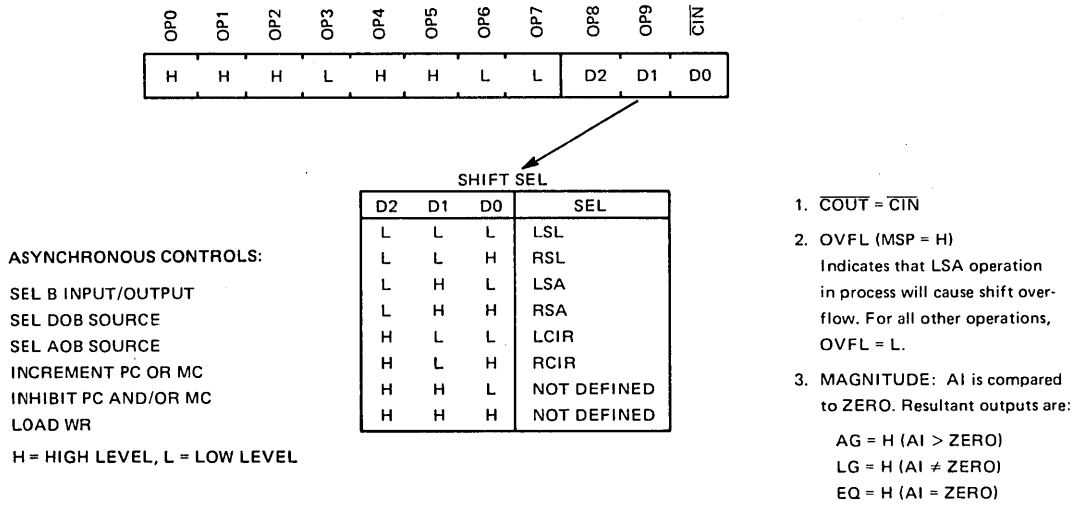 OP0 OP1 OP2 OP3 OP4 OP5 OP6 OP7 OP8 OP9 C̅I̅N̅
H H H L H H L L D2 D1 D0
SHIFT SEL
D2 D1 D0 SEL
L L L LSL
L L H RSL
L H L LSA
L H H RSA
H L L LCIR
H L H RCIR
H H L NOT DEFINED
H H H NOT DEFINED
ASYNCHRONOUS CONTROLS:
SEL B INPUT/OUTPUT
SEL DOB SOURCE
SEL AOB SOURCE
INCREMENT PC OR MC
INHIBIT PC AND/OR MC
LOAD WR
H = HIGH LEVEL, L = LOW LEVEL
1. C̅O̅U̅T̅ = C̅I̅N̅
2. OVFL (MSP = H)
Indicates that LSA operation
in process will cause shift over-
flow. For all other operations,
OVFL = L.
3. MAGNITUDE: AI is compared
to ZERO. Resultant outputs are:
AG = H (AI > ZERO)
LG = H (AI ≠ ZERO)
EQ = H (AI = ZERO)